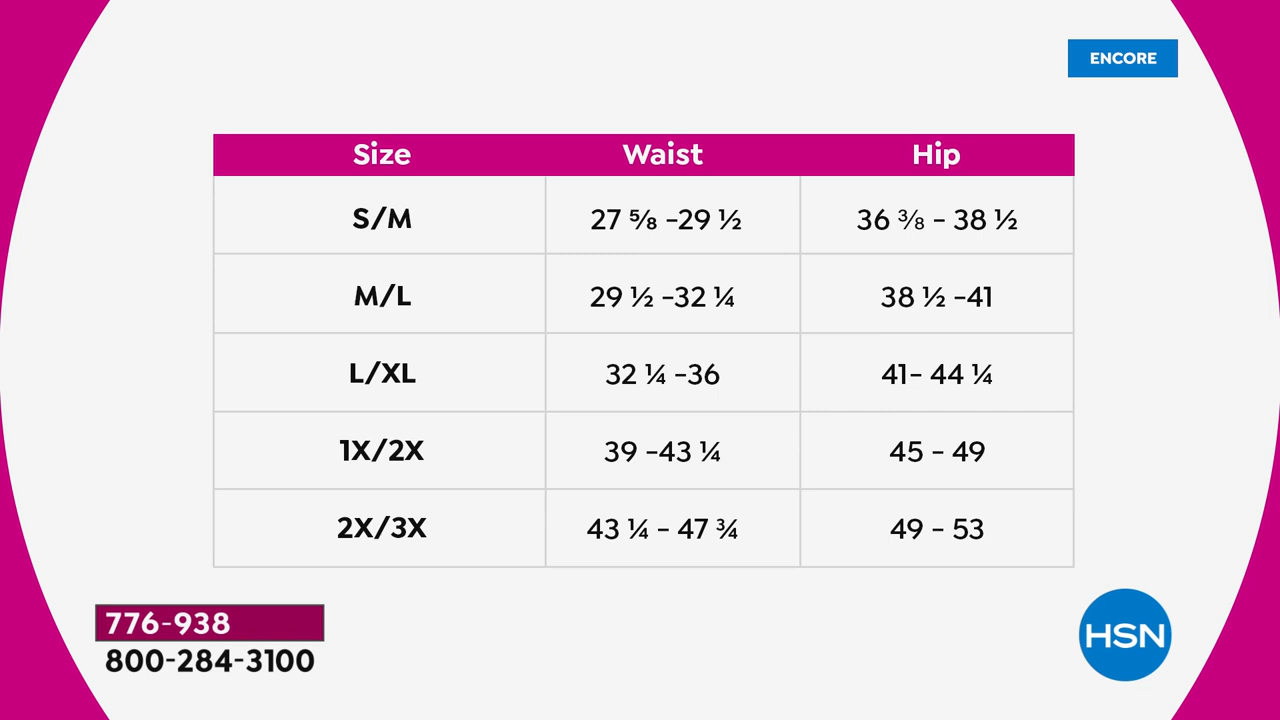 ENCORE
Size Waist Hip
S/M 27 ⅝ –29 ½ 36 ⅜ – 38 ½
M/L 29 ½ –32 ¼ 38 ½ –41
L/XL 32 ¼ –36 41– 44 ¼
1X/2X 39 –43 ¼ 45 – 49
2X/3X 43 ¼ – 47 ¾ 49 – 53
776-938
800-284-3100
HSN